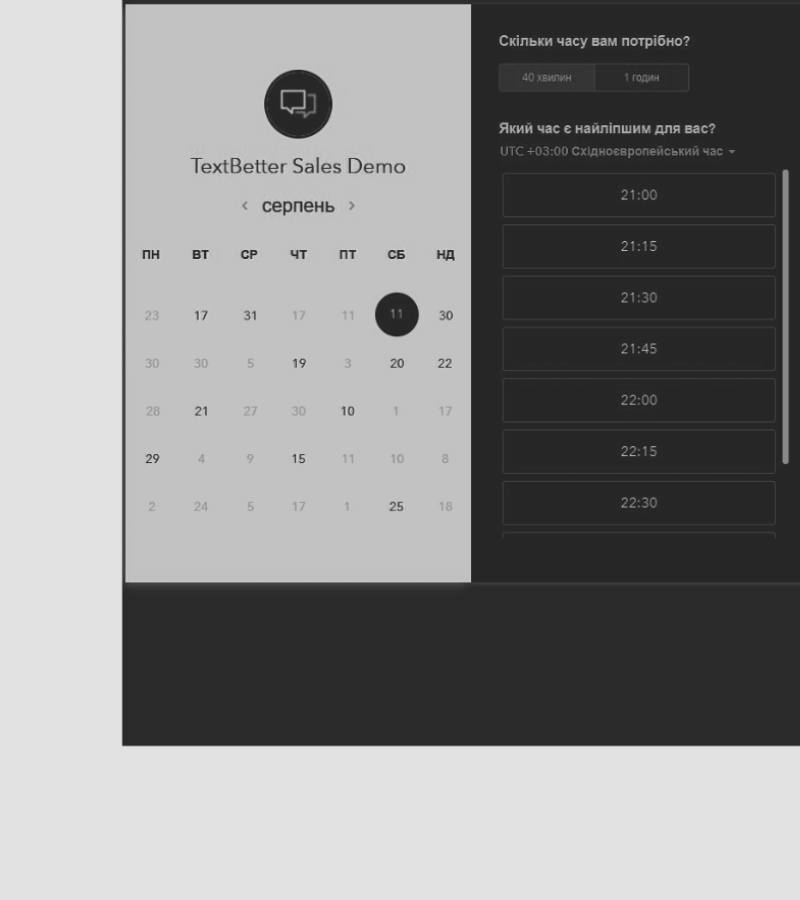 TextBetter Sales Demo
‹ серпень ›
ПН ВТ СР ЧТ ПТ СБ НД
23 17 31 17 11 11 30
30 30 5 19 3 20 22
28 21 27 30 10 1 17
29 4 9 15 11 10 8
2 24 5 17 1 25 18
Скільки часу вам потрібно?
40 хвилин 1 годин
Який час є найліпшим для вас?
UTC +03:00 Східноєвропейський час
21:00
21:15
21:30
21:45
22:00
22:15
22:30